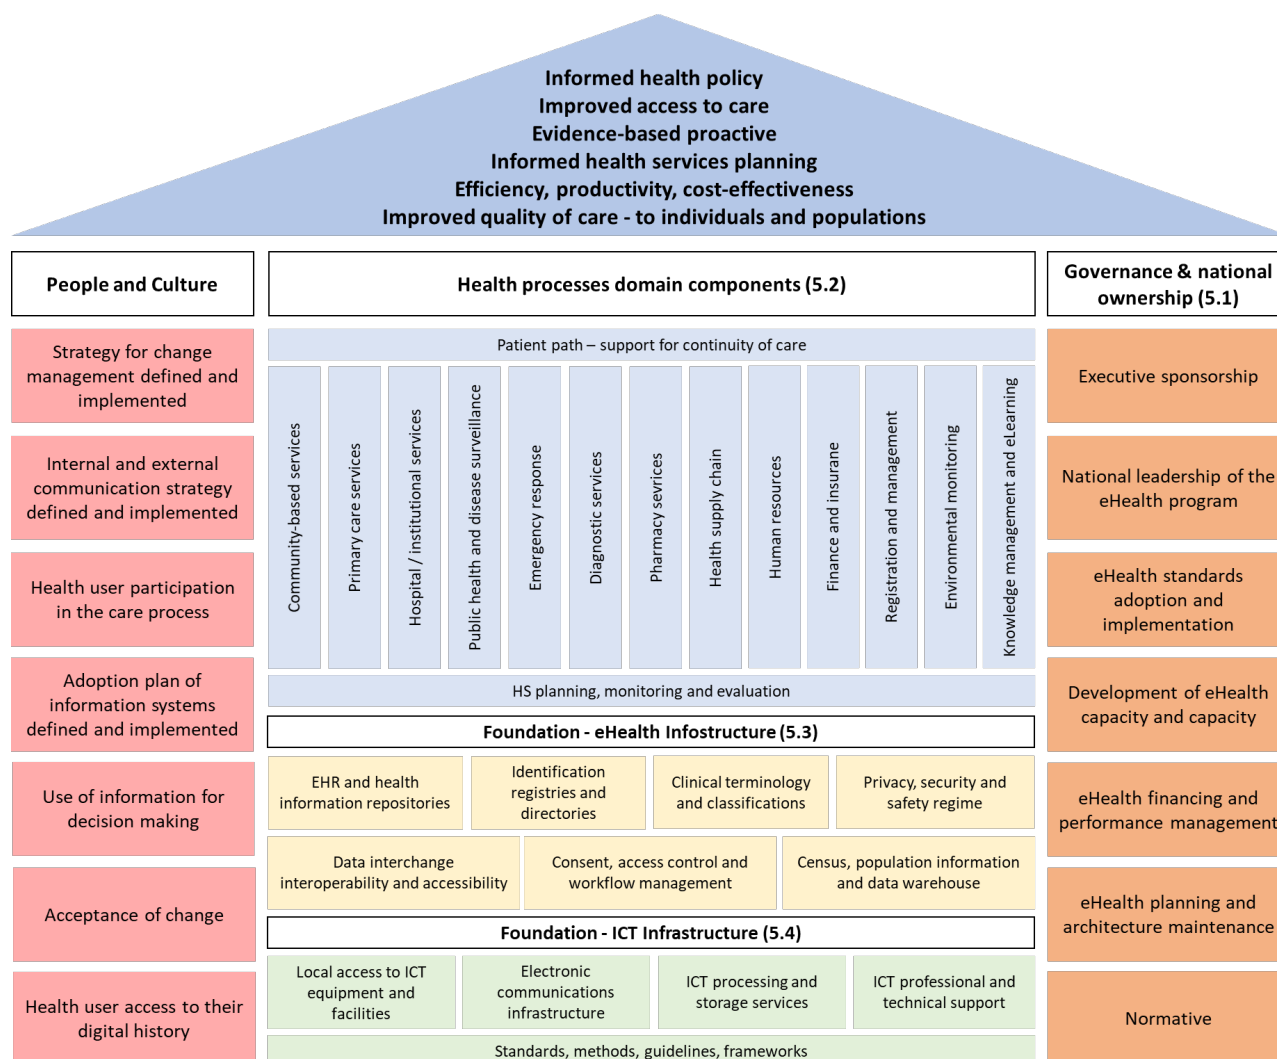 Informed health policy
Improved access to care
Evidence-based proactive
Informed health services planning
Efficiency, productivity, cost-effectiveness
Improved quality of care - to individuals and populations
People and Culture
Strategy for change
management defined and
implemented
Internal and external
communication strategy
defined and implemented
Health user participation
in the care process
Adoption plan of
information systems
defined and implemented
Use of information for
decision making
Acceptance of change
Health user access to their
digital history
Health processes domain components (5.2)
Patient path – support for continuity of care
Community-based services
Primary care services
Hospital / institutional services
Public health and disease surveillance
Emergency response
Diagnostic services
Pharmacy sevrices
Health supply chain
Human resources
Finance and insurane
Registration and management
Environmental monitoring
Knowledge management and eLearning
HS planning, monitoring and evaluation
Foundation - eHealth Infostructure (5.3)
EHR and health
information repositories
Identification
registries and
directories
Clinical terminology
and classifications
Privacy, security and
safety regime
Data interchange
interoperability and accessibility
Consent, access control and
workflow management
Census, population information
and data warehouse
Foundation - ICT Infrastructure (5.4)
Local access to ICT
equipment and
facilities
Electronic
communications
infrastructure
ICT processing and
storage services
ICT professional and
technical support
Standards, methods, guidelines, frameworks
Governance & national
ownership (5.1)
Executive sponsorship
National leadership of the
eHealth program
eHealth standards
adoption and
implementation
Development of eHealth
capacity and capacity
eHealth financing and
performance management
eHealth planning and
architecture maintenance
Normative